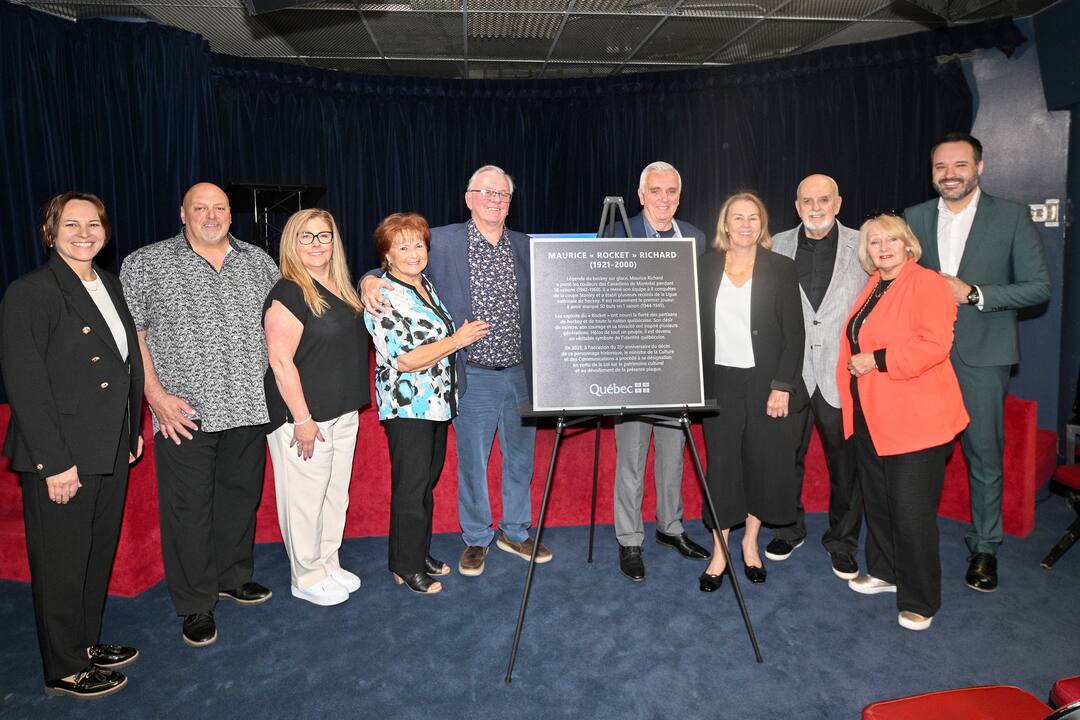 MAURICE « ROCKET » RICHARD
(1921-2000)
Légende du hockey sur glace, Maurice Richard
a porté les couleurs des Canadiens de Montréal pendant
18 saisons (1942-1960). Il a mené son équipe à 8 conquêtes
de la coupe Stanley et a établi plusieurs records de la Ligue
nationale de hockey. Il est notamment le premier joueur
à avoir marqué 50 buts en 1 saison (1944-1945).
Les exploits du « Rocket » ont nourri la fierté des partisans
de hockey et de toute la nation québécoise. Son désir
de vaincre, son courage et sa ténacité ont inspiré plusieurs
générations. Héros de tout un peuple, il est devenu
un véritable symbole de l'identité québécoise.
En 2025, à l'occasion du 25e anniversaire du décès
de ce personnage historique, le ministre de la Culture
et des Communications a procédé à sa désignation
en vertu de la Loi sur le patrimoine culturel
et au dévoilement de la présente plaque.
Québec